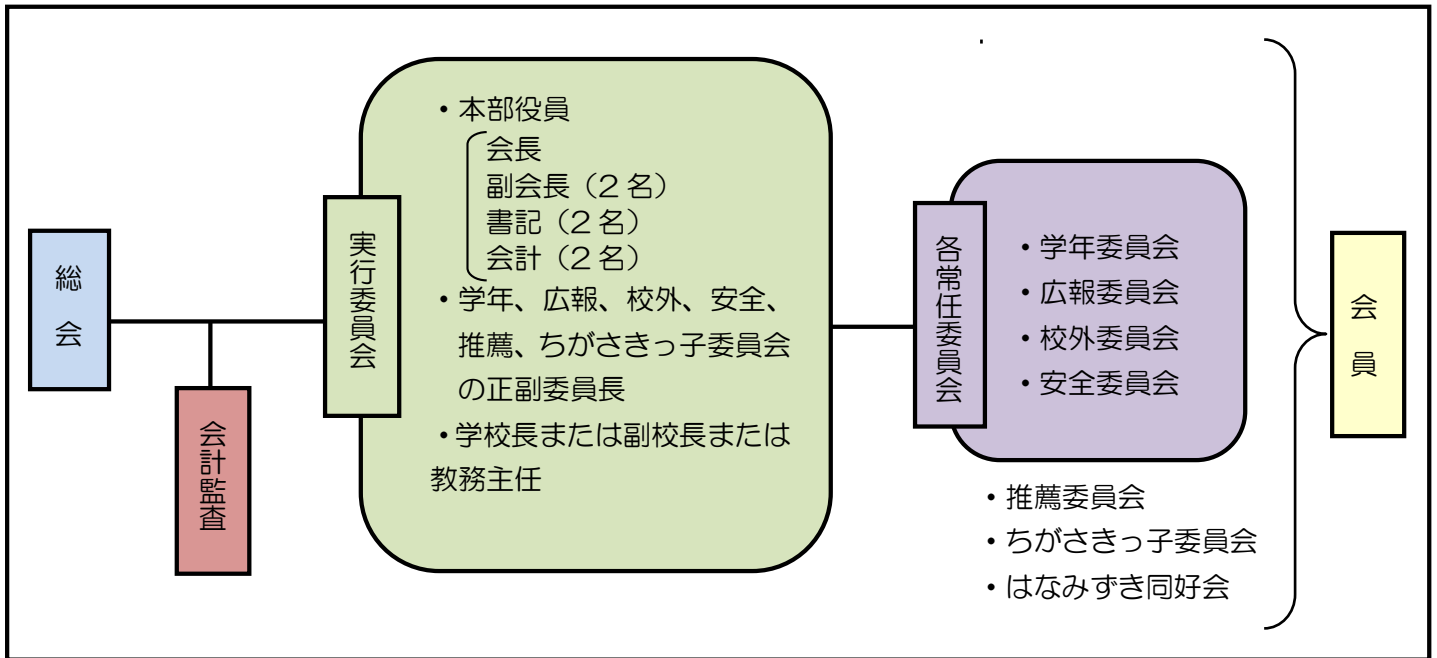 総会
会計監査
実行委員会
・本部役員
会長
副会長（2名）
書記（2名）
会計（2名）
・学年、広報、校外、安全、
推薦、ちがさきっ子委員会
の正副委員長
・学校長または副校長または
教務主任
各常任委員会
・学年委員会
・広報委員会
・校外委員会
・安全委員会
・推薦委員会
・ちがさきっ子委員会
・はなみずき同好会
会員